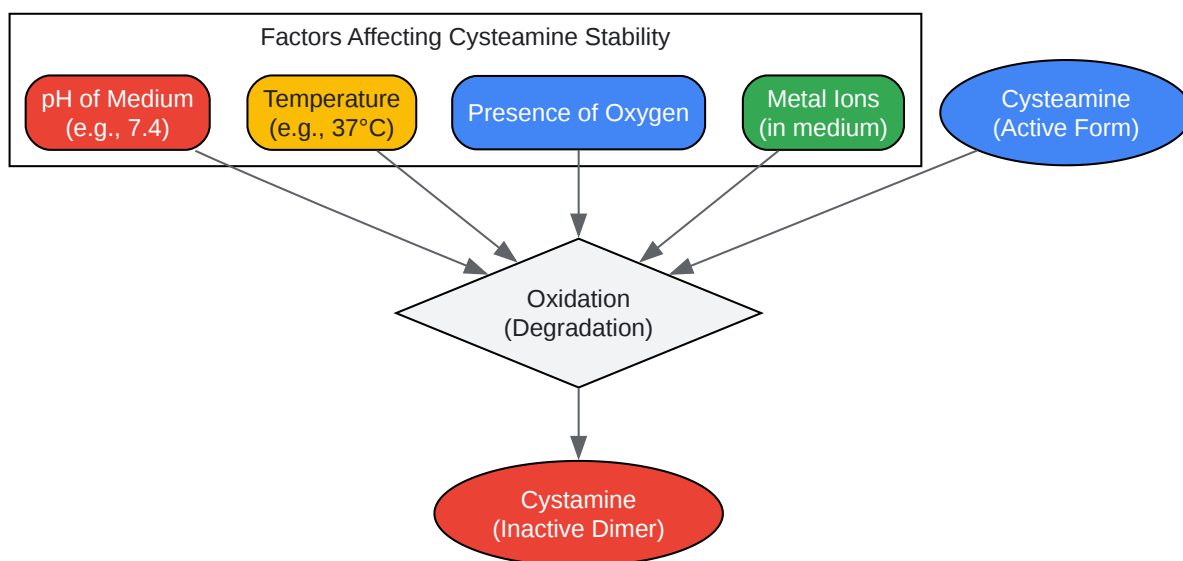 Factors Affecting Cysteamine Stability
pH of Medium
(e.g., 7.4)
Temperature
(e.g., 37°C)
Presence of Oxygen
Metal Ions
(in medium)
Cysteamine
(Active Form)
Oxidation
(Degradation)
Cystamine
(Inactive Dimer)